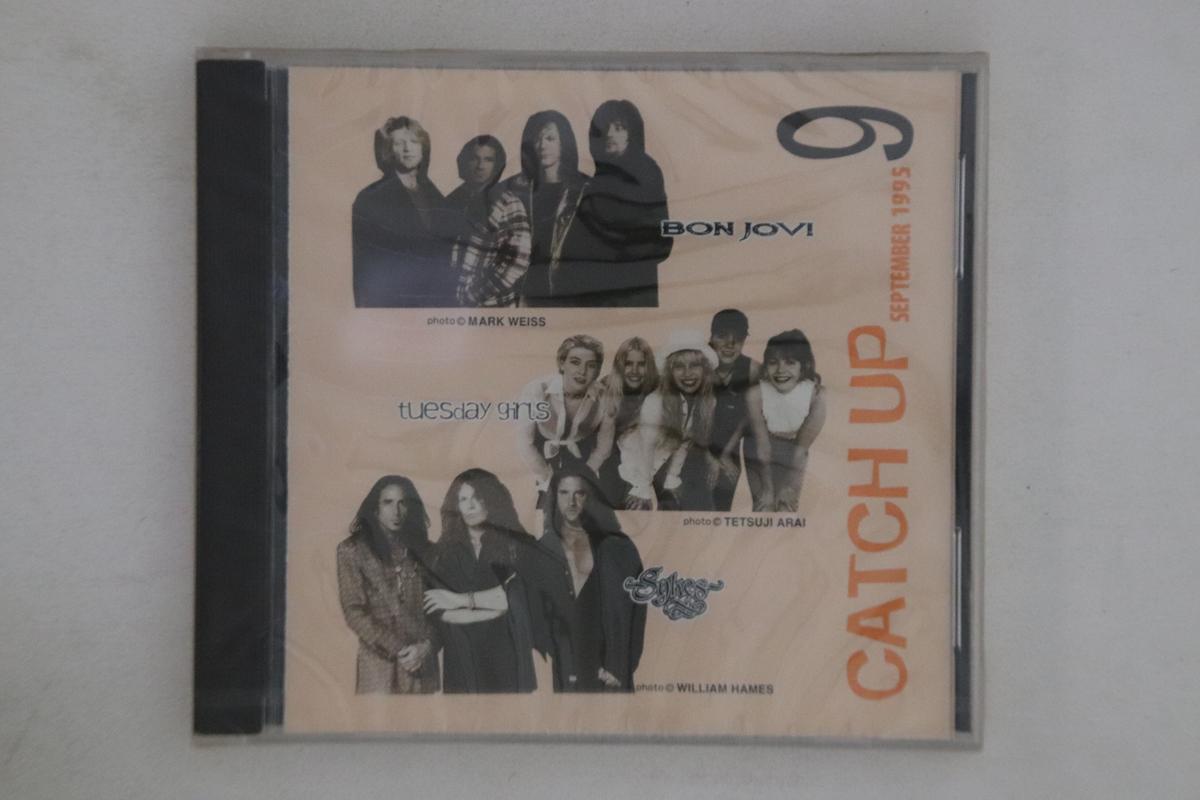 BON JOVI
photo © MARK WEISS
tuesday girls
photo © TETSUJI ARAI
Sykes
photo © WILLIAM HAMES
CATCH UP
SEPTEMBER 1995
9